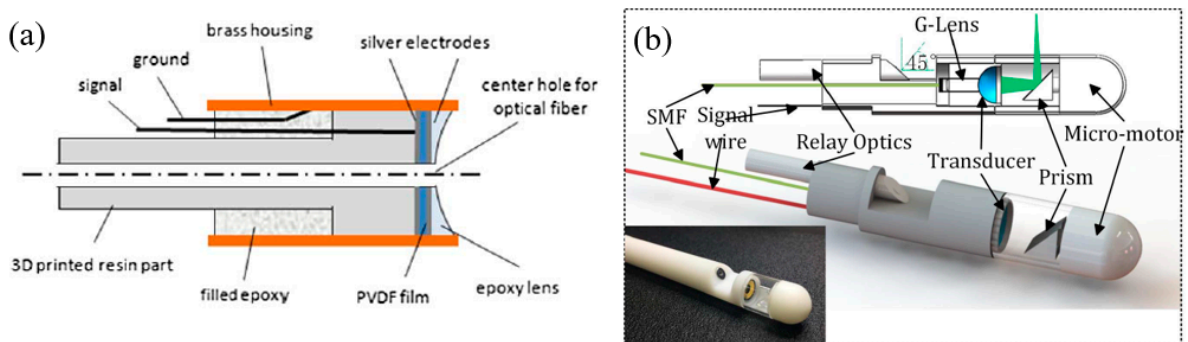 (a)
brass housing
ground
signal
silver electrodes
center hole for
optical fiber
3D printed resin part
filled epoxy
PVDF film
epoxy lens
(b)
G-Lens
45
SMF
Signal
wire
Relay Optics
Transducer
Prism
Micro-motor